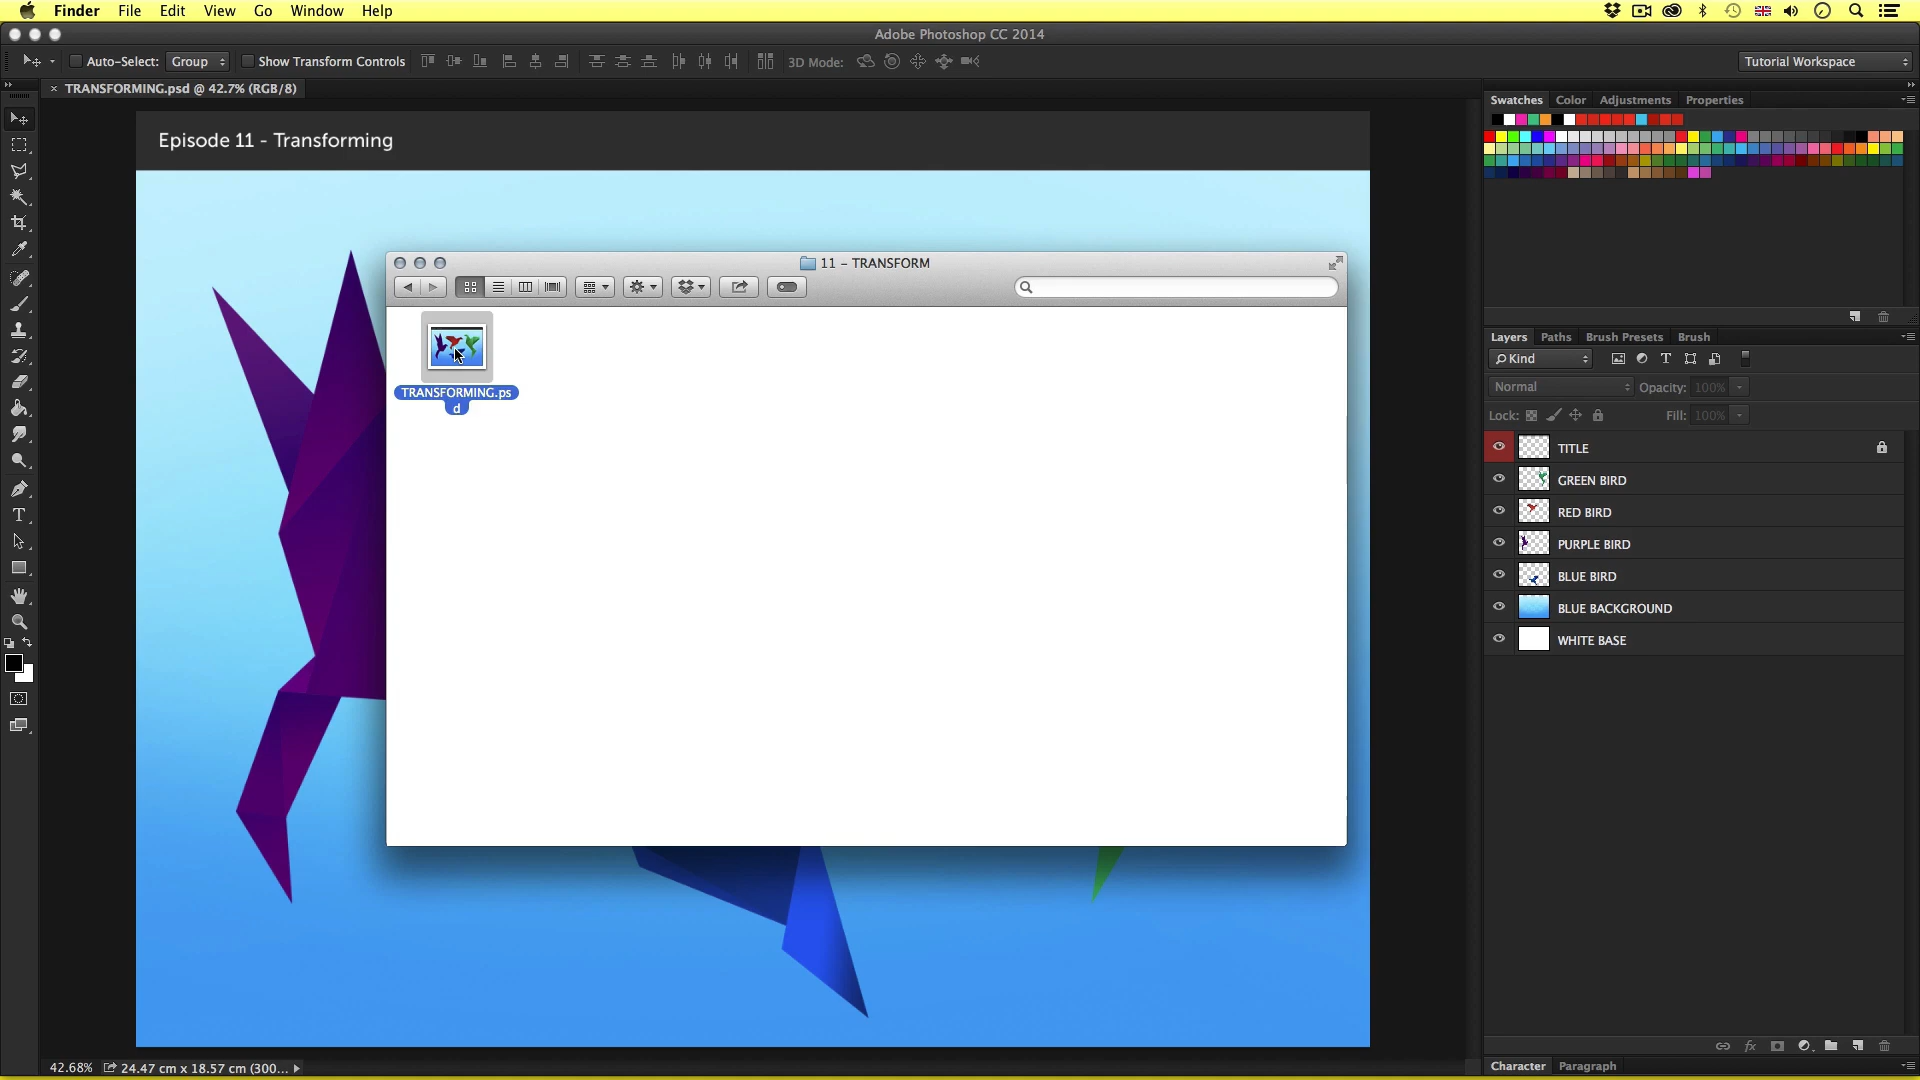 Finder File Edit View Go Window Help
Adobe Photoshop CC 2014
Auto-Select: Group Show Transform Controls 3D Mode: Tutorial Workspace
× TRANSFORMING.psd @ 42.7% (RGB/8)
Swatches Color Adjustments Properties
Episode 11 - Transforming
11 – TRANSFORM
TRANSFORMING.ps
d
Layers Paths Brush Presets Brush
Kind T
Normal Opacity: 100%
Lock: Fill: 100%
TITLE
GREEN BIRD
RED BIRD
PURPLE BIRD
BLUE BIRD
BLUE BACKGROUND
WHITE BASE
T
fx
42.68% 24.47 cm x 18.57 cm (300...
Character Paragraph